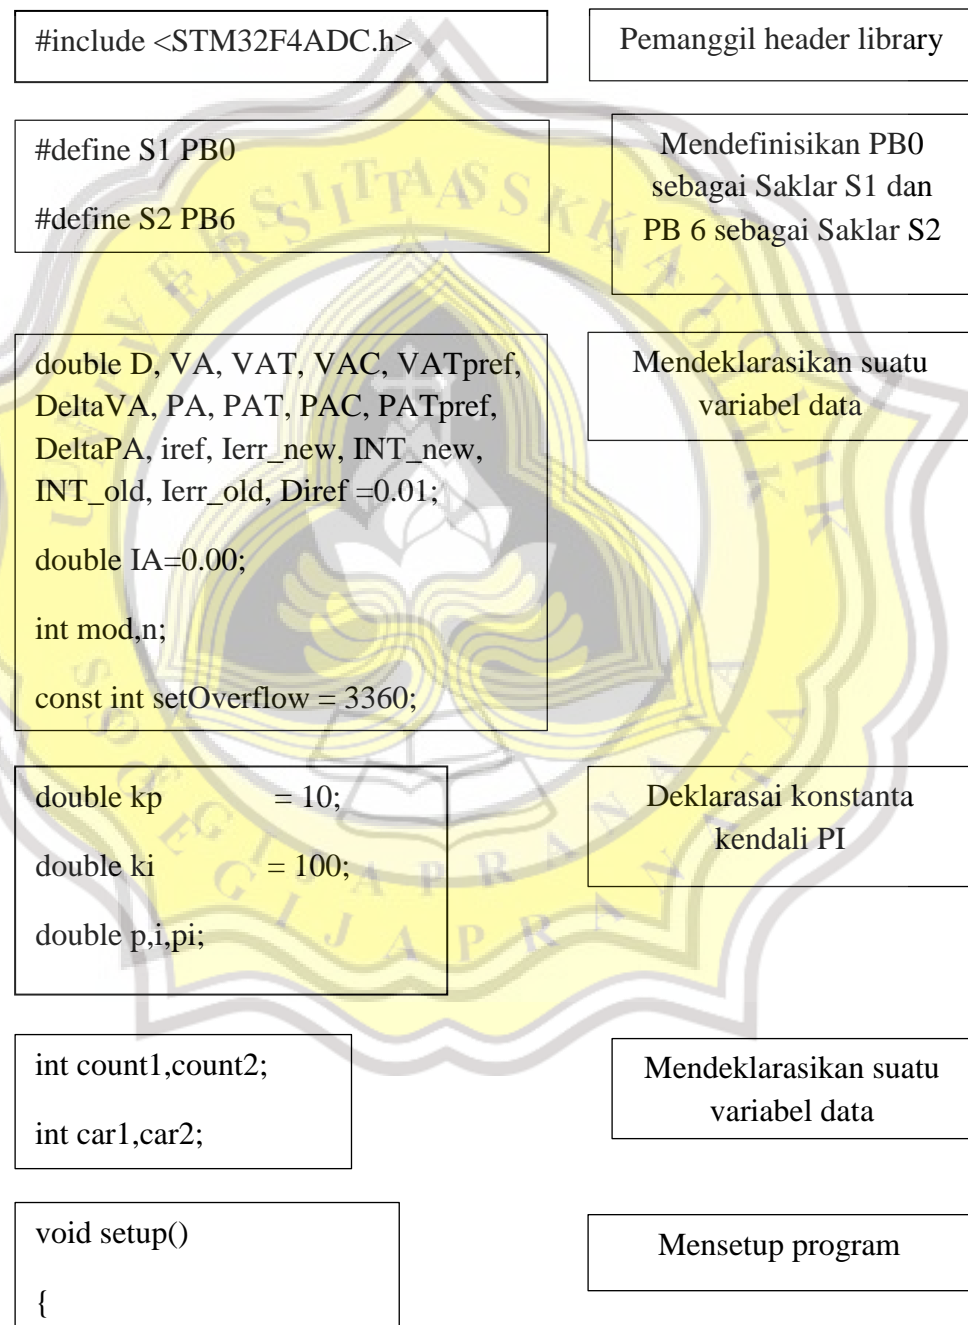 #include <STM32F4ADC.h>
Pemanggil header library
#define S1 PB0
#define S2 PB6
Mendefinisikan PB0
sebagai Saklar S1 dan
PB 6 sebagai Saklar S2
double D, VA, VAT, VAC, VATpref,
DeltaVA, PA, PAT, PAC, PATpref,
DeltaPA, iref, Ierr_new, INT_new,
INT_old, Ierr_old, Diref =0.01;
double IA=0.00;
int mod,n;
const int setOverflow = 3360;
Mendeklarasikan suatu
variabel data
double kp = 10;
double ki = 100;
double p,i,pi;
Deklarasai konstanta
kendali PI
int count1,count2;
int car1,car2;
Mendeklarasikan suatu
variabel data
void setup()
{
Mensetup program
UNIVERSITAS KATOLIK
SOEGIJAPRANATA